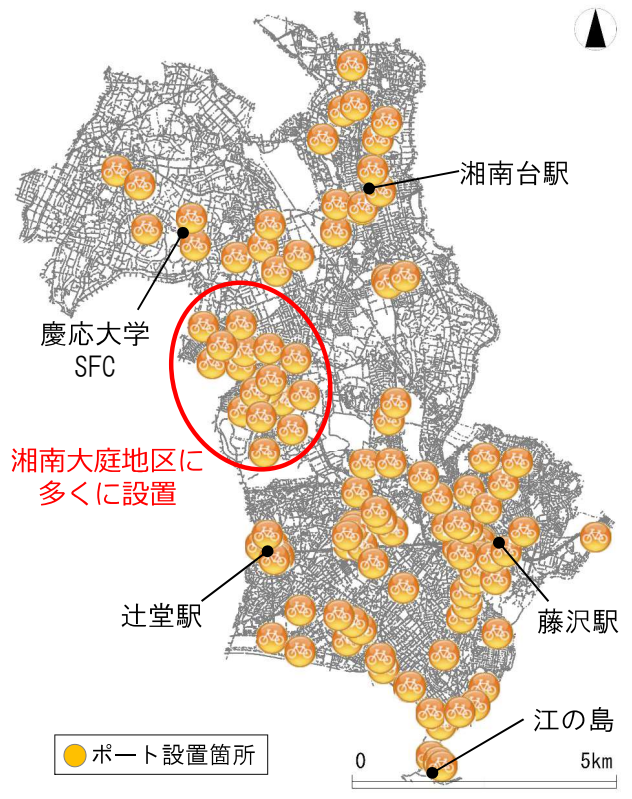 湘南台駅
慶応大学
SFC
湘南大庭地区に
多くに設置
辻堂駅
藤沢駅
江の島
ポート設置箇所
0 5km